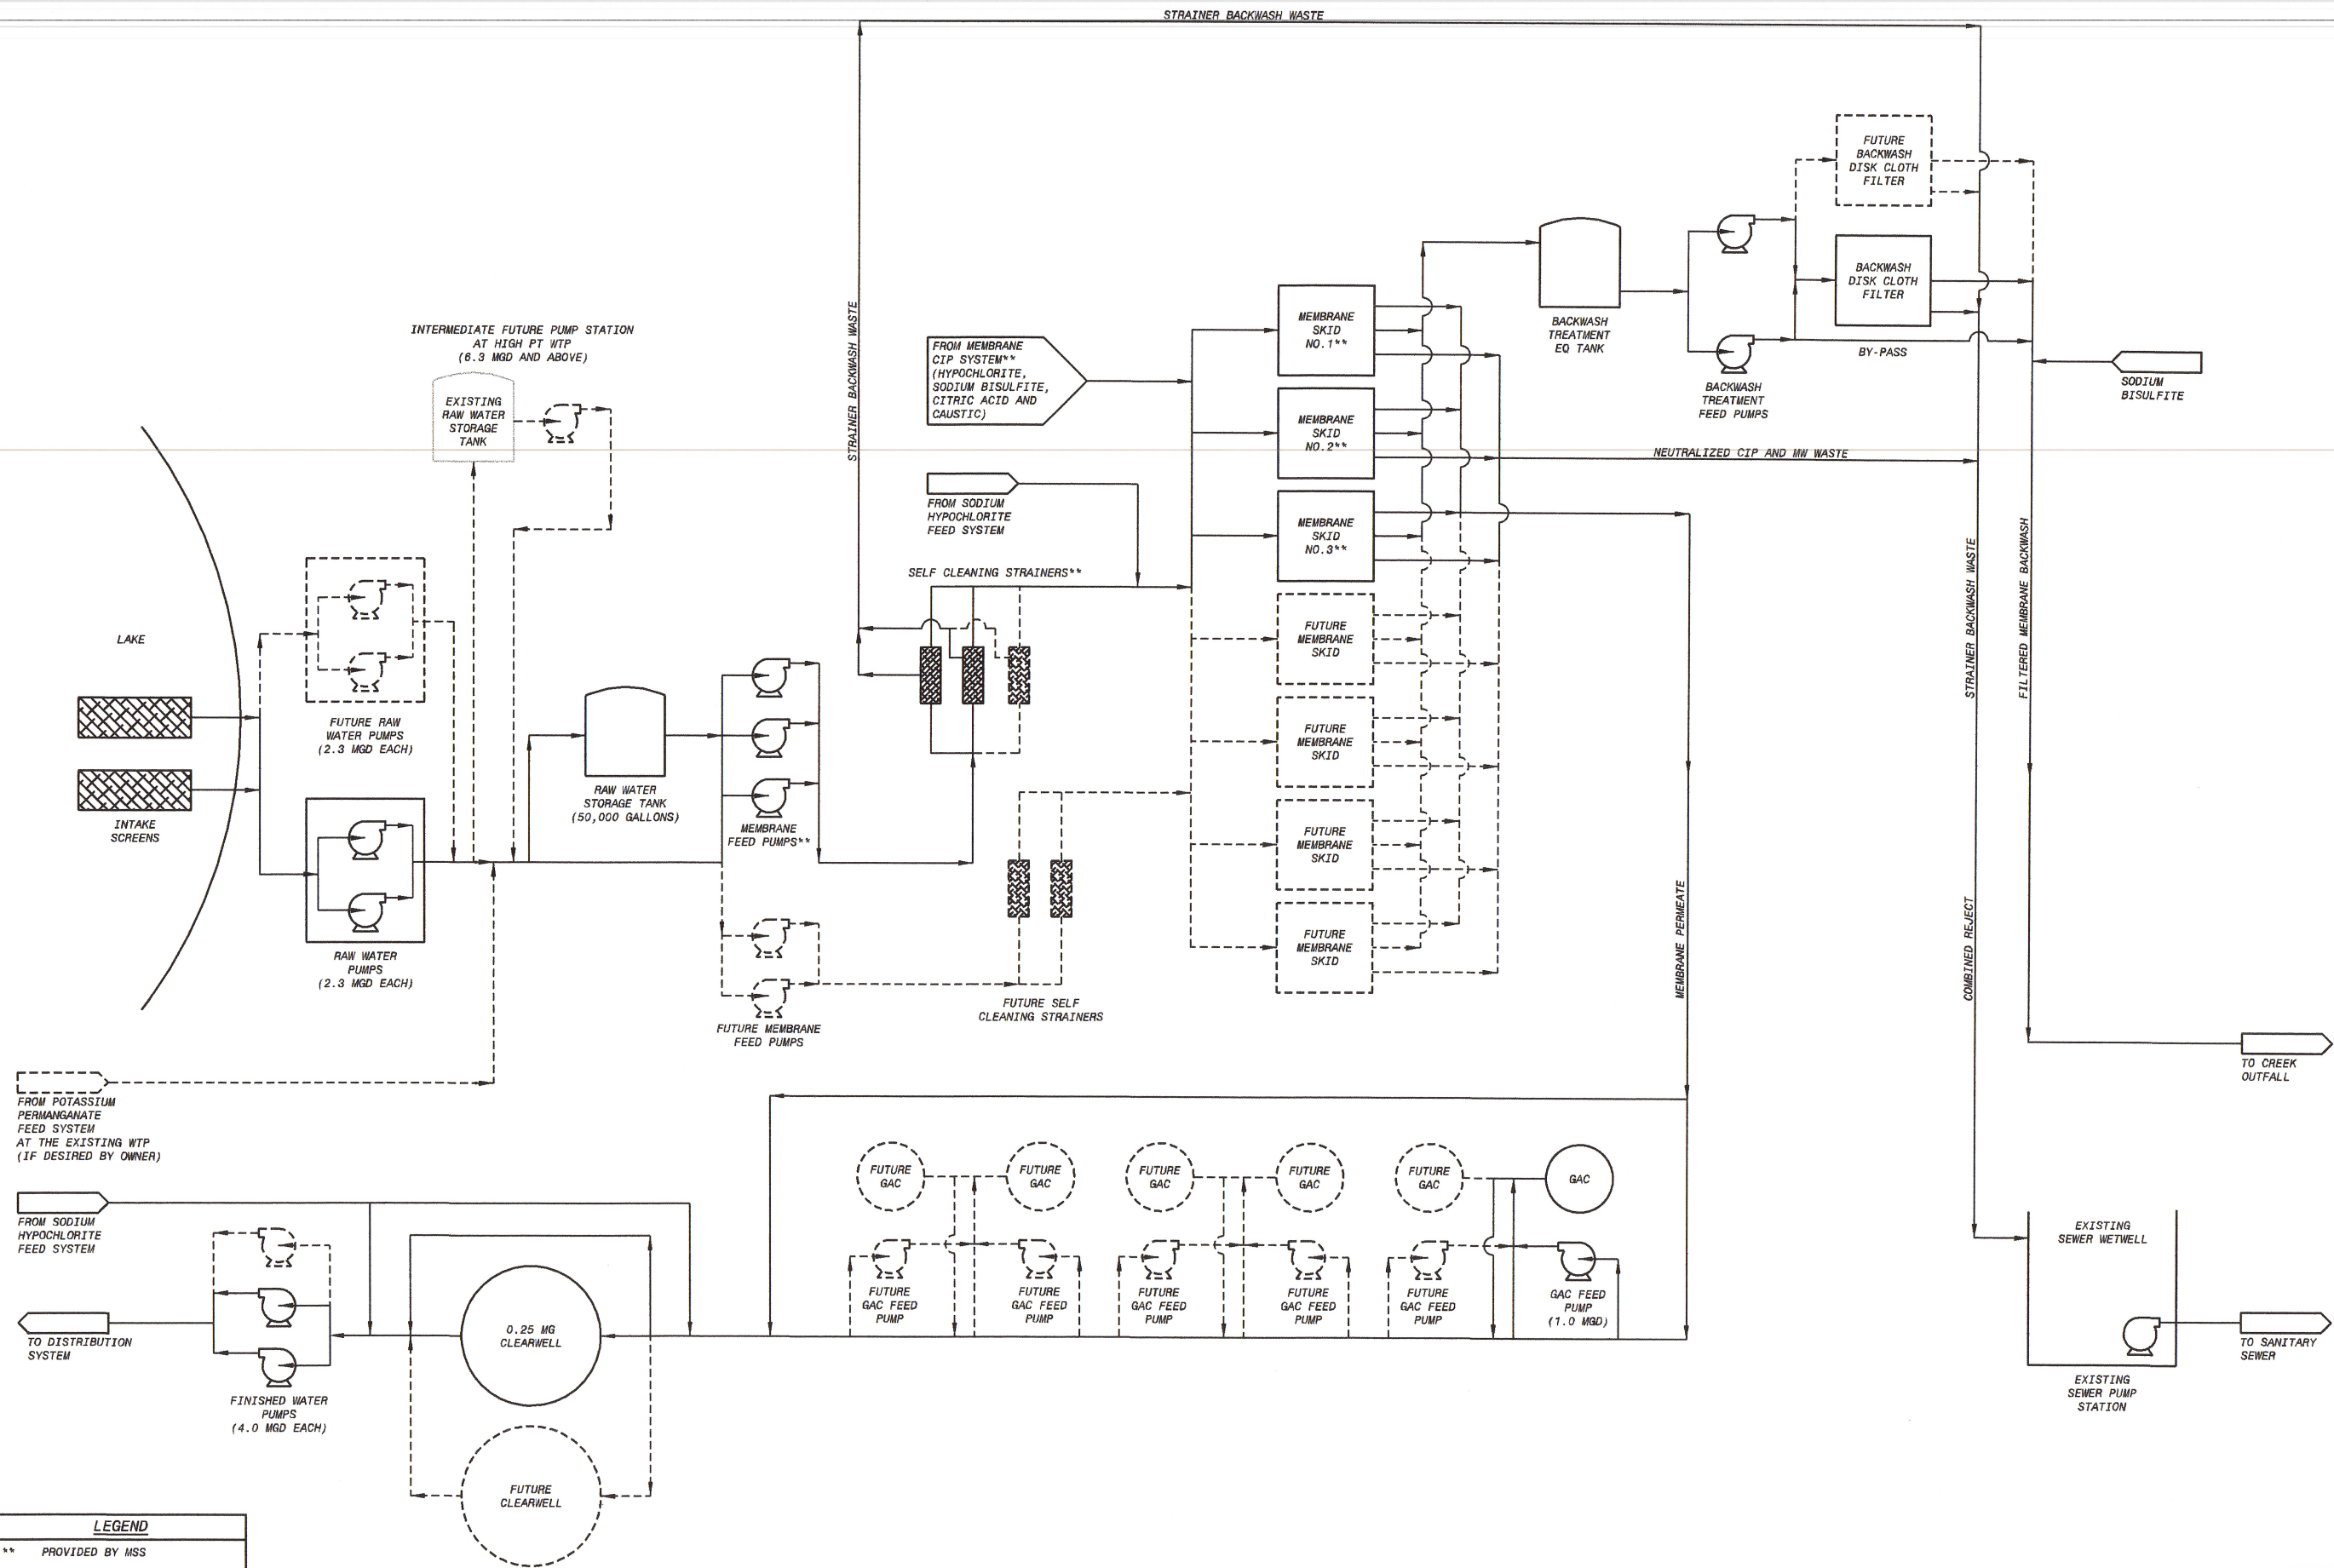 STRAINER BACKWASH WASTE
FUTURE
BACKWASH
DISK CLOTH
FILTER
BACKWASH
DISK CLOTH
FILTER
BY-PASS
BACKWASH
TREATMENT
EQ TANK
BACKWASH
TREATMENT
FEED PUMPS
SODIUM
BISULFITE
INTERMEDIATE FUTURE PUMP STATION
AT HIGH PT WTP
(6.3 MGD AND ABOVE)
EXISTING
RAW WATER
STORAGE
TANK
STRAINER BACKWASH WASTE
FROM MEMBRANE
CIP SYSTEM**
(HYPOCHLORITE,
SODIUM BISULFITE,
CITRIC ACID AND
CAUSTIC)
FROM SODIUM
HYPOCHLORITE
FEED SYSTEM
SELF CLEANING STRAINERS**
MEMBRANE
SKID
NO.1**
MEMBRANE
SKID
NO.2**
MEMBRANE
SKID
NO.3**
FUTURE
MEMBRANE
SKID
FUTURE
MEMBRANE
SKID
FUTURE
MEMBRANE
SKID
FUTURE
MEMBRANE
SKID
NEUTRALIZED CIP AND MW WASTE
STRAINER BACKWASH WASTE
FILTERED MEMBRANE BACKWASH
COMBINED REJECT
MEMBRANE PERMEATE
LAKE
INTAKE
SCREENS
FUTURE RAW
WATER PUMPS
(2.3 MGD EACH)
RAW WATER
PUMPS
(2.3 MGD EACH)
RAW WATER
STORAGE TANK
(50,000 GALLONS)
MEMBRANE
FEED PUMPS**
FUTURE MEMBRANE
FEED PUMPS
FUTURE SELF
CLEANING STRAINERS
TO CREEK
OUTFALL
FROM POTASSIUM
PERMANGANATE
FEED SYSTEM
AT THE EXISTING WTP
(IF DESIRED BY OWNER)
FROM SODIUM
HYPOCHLORITE
FEED SYSTEM
TO DISTRIBUTION
SYSTEM
FINISHED WATER
PUMPS
(4.0 MGD EACH)
0.25 MG
CLEARWELL
FUTURE
CLEARWELL
FUTURE
GAC
FUTURE
GAC
FUTURE
GAC
FUTURE
GAC
FUTURE
GAC
GAC
FUTURE
GAC FEED
PUMP
FUTURE
GAC FEED
PUMP
FUTURE
GAC FEED
PUMP
FUTURE
GAC FEED
PUMP
FUTURE
GAC FEED
PUMP
GAC FEED
PUMP
(1.0 MGD)
EXISTING
SEWER WETWELL
EXISTING
SEWER PUMP
STATION
TO SANITARY
SEWER
LEGEND
** PROVIDED BY MSS